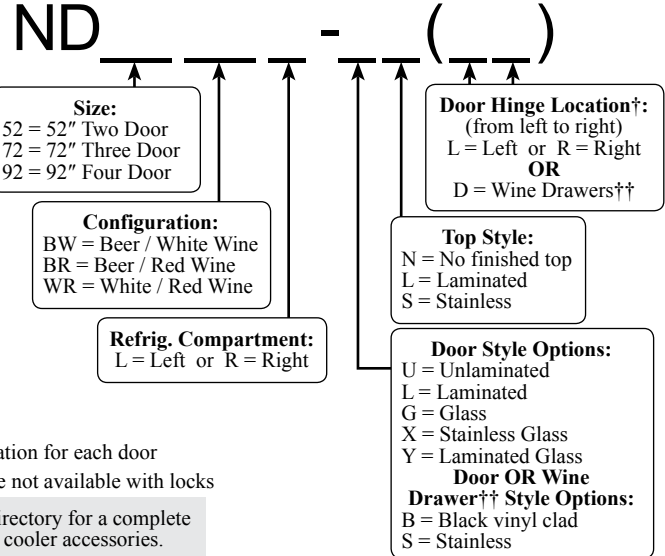 ND - ( )
Size:
52 = 52″ Two Door
72 = 72″ Three Door
92 = 92″ Four Door
Configuration:
BW = Beer / White Wine
BR = Beer / Red Wine
WR = White / Red Wine
Refrig. Compartment:
L = Left or R = Right
Door Hinge Location†:
(from left to right)
L = Left or R = Right
OR
D = Wine Drawers††
Top Style:
N = No finished top
L = Laminated
S = Stainless
Door Style Options:
U = Unlaminated
L = Laminated
G = Glass
X = Stainless Glass
Y = Laminated Glass
Door OR Wine
Drawer†† Style Options:
B = Black vinyl clad
S = Stainless
ation for each door
e not available with locks
irectory for a complete
cooler accessories.